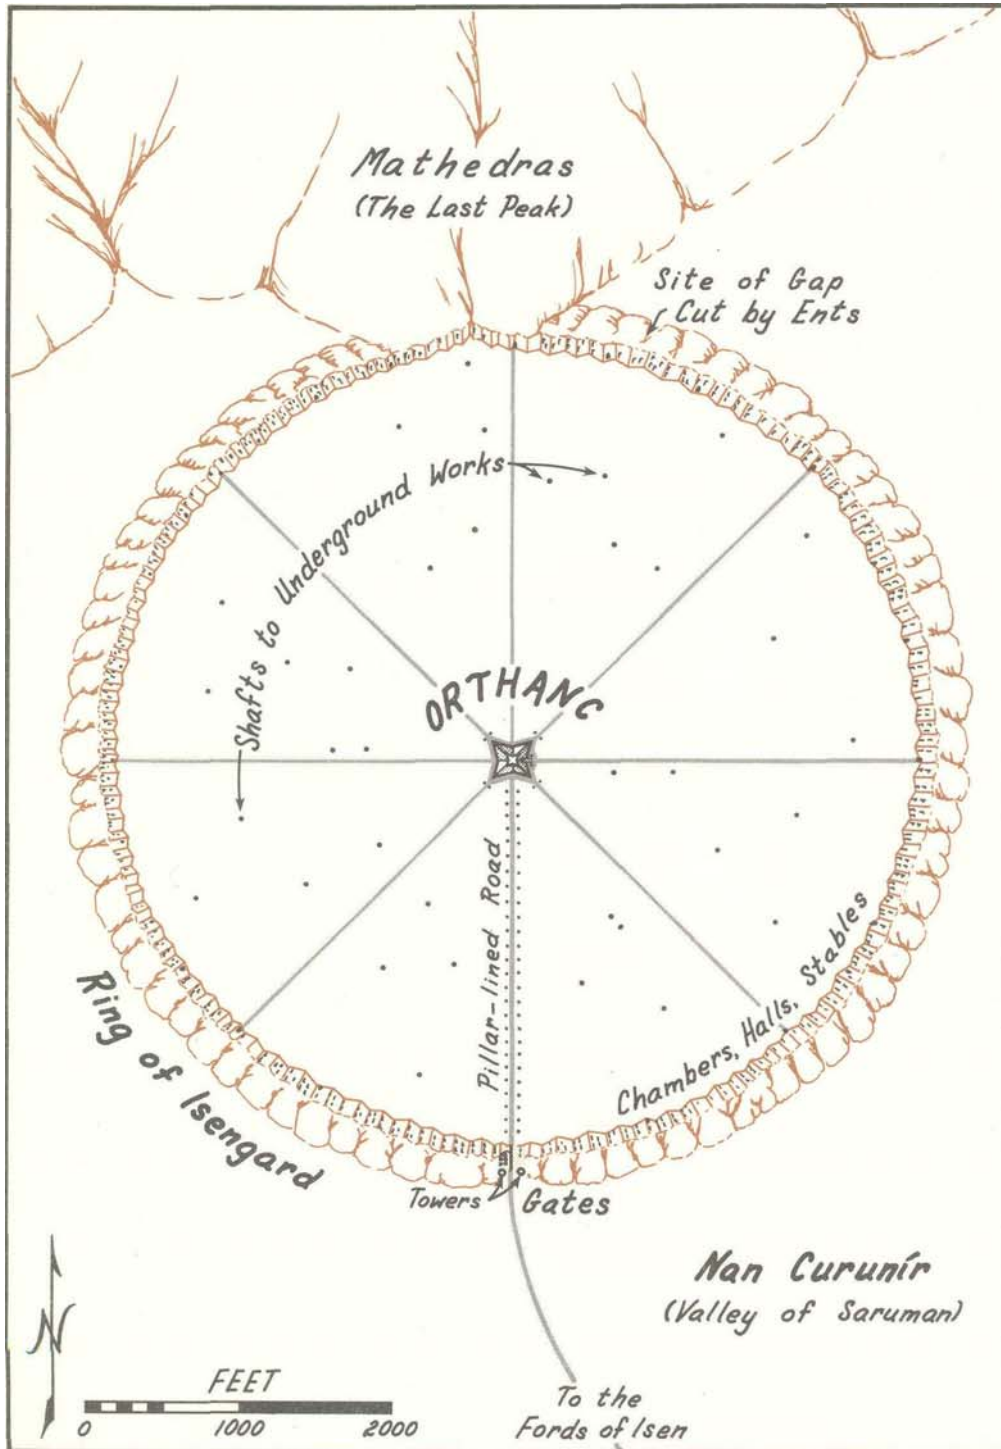 Mathedras
(The Last Peak)
Site of Gap
Cut by Ents
Shafts to Underground Works
ORTHANC
Pillar-lined Road
Chambers, Halls, Stables
Ring of Isengard
Towers
Gates
Nan Curunír
(Valley of Saruman)
N
FEET
0 1000 2000
To the
Fords of Isen